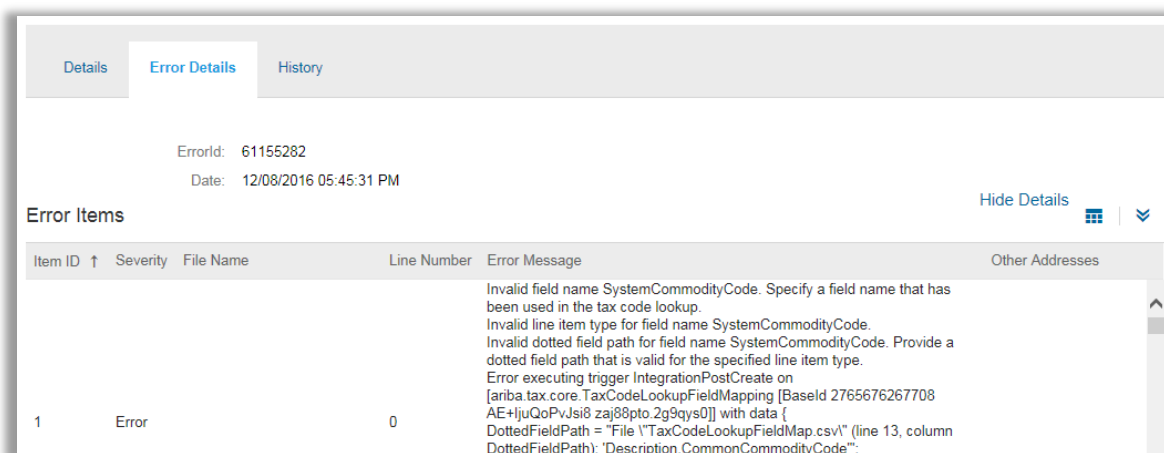 Details Error Details History
ErrorId: 61155282
Date: 12/08/2016 05:45:31 PM
Hide Details
Error Items
Item ID ↑ Severity File Name Line Number Error Message Other Addresses
Invalid field name SystemCommodityCode. Specify a field name that has
been used in the tax code lookup.
Invalid line item type for field name SystemCommodityCode.
Invalid dotted field path for field name SystemCommodityCode. Provide a
dotted field path that is valid for the specified line item type.
Error executing trigger IntegrationPostCreate on
[ariba.tax.core.TaxCodeLookupFieldMapping [BaseId 2765676267708
1 Error 0 AE+IjuQoPvJsi8 zaj88pto.2g9qys0]] with data {
DottedFieldPath = "File \"TaxCodeLookupFieldMap.csv\" (line 13, column
DottedFieldPath): 'Description.CommonCommodityCode'";